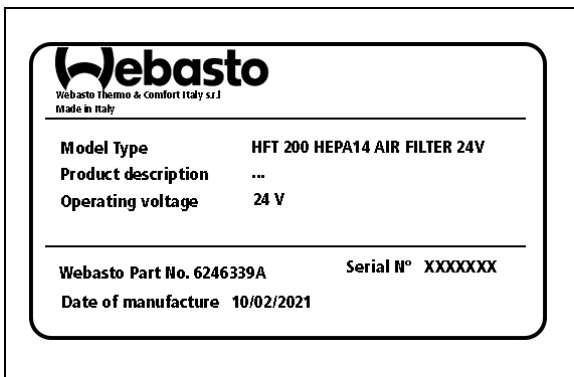 Webasto
Webasto Thermo & Comfort Italy s.r.l
Made in Italy
Model Type HFT 200 HEPA14 AIR FILTER 24V
Product description ...
Operating voltage 24 V
Webasto Part No. 6246339A Serial N° XXXXXXX
Date of manufacture 10/02/2021